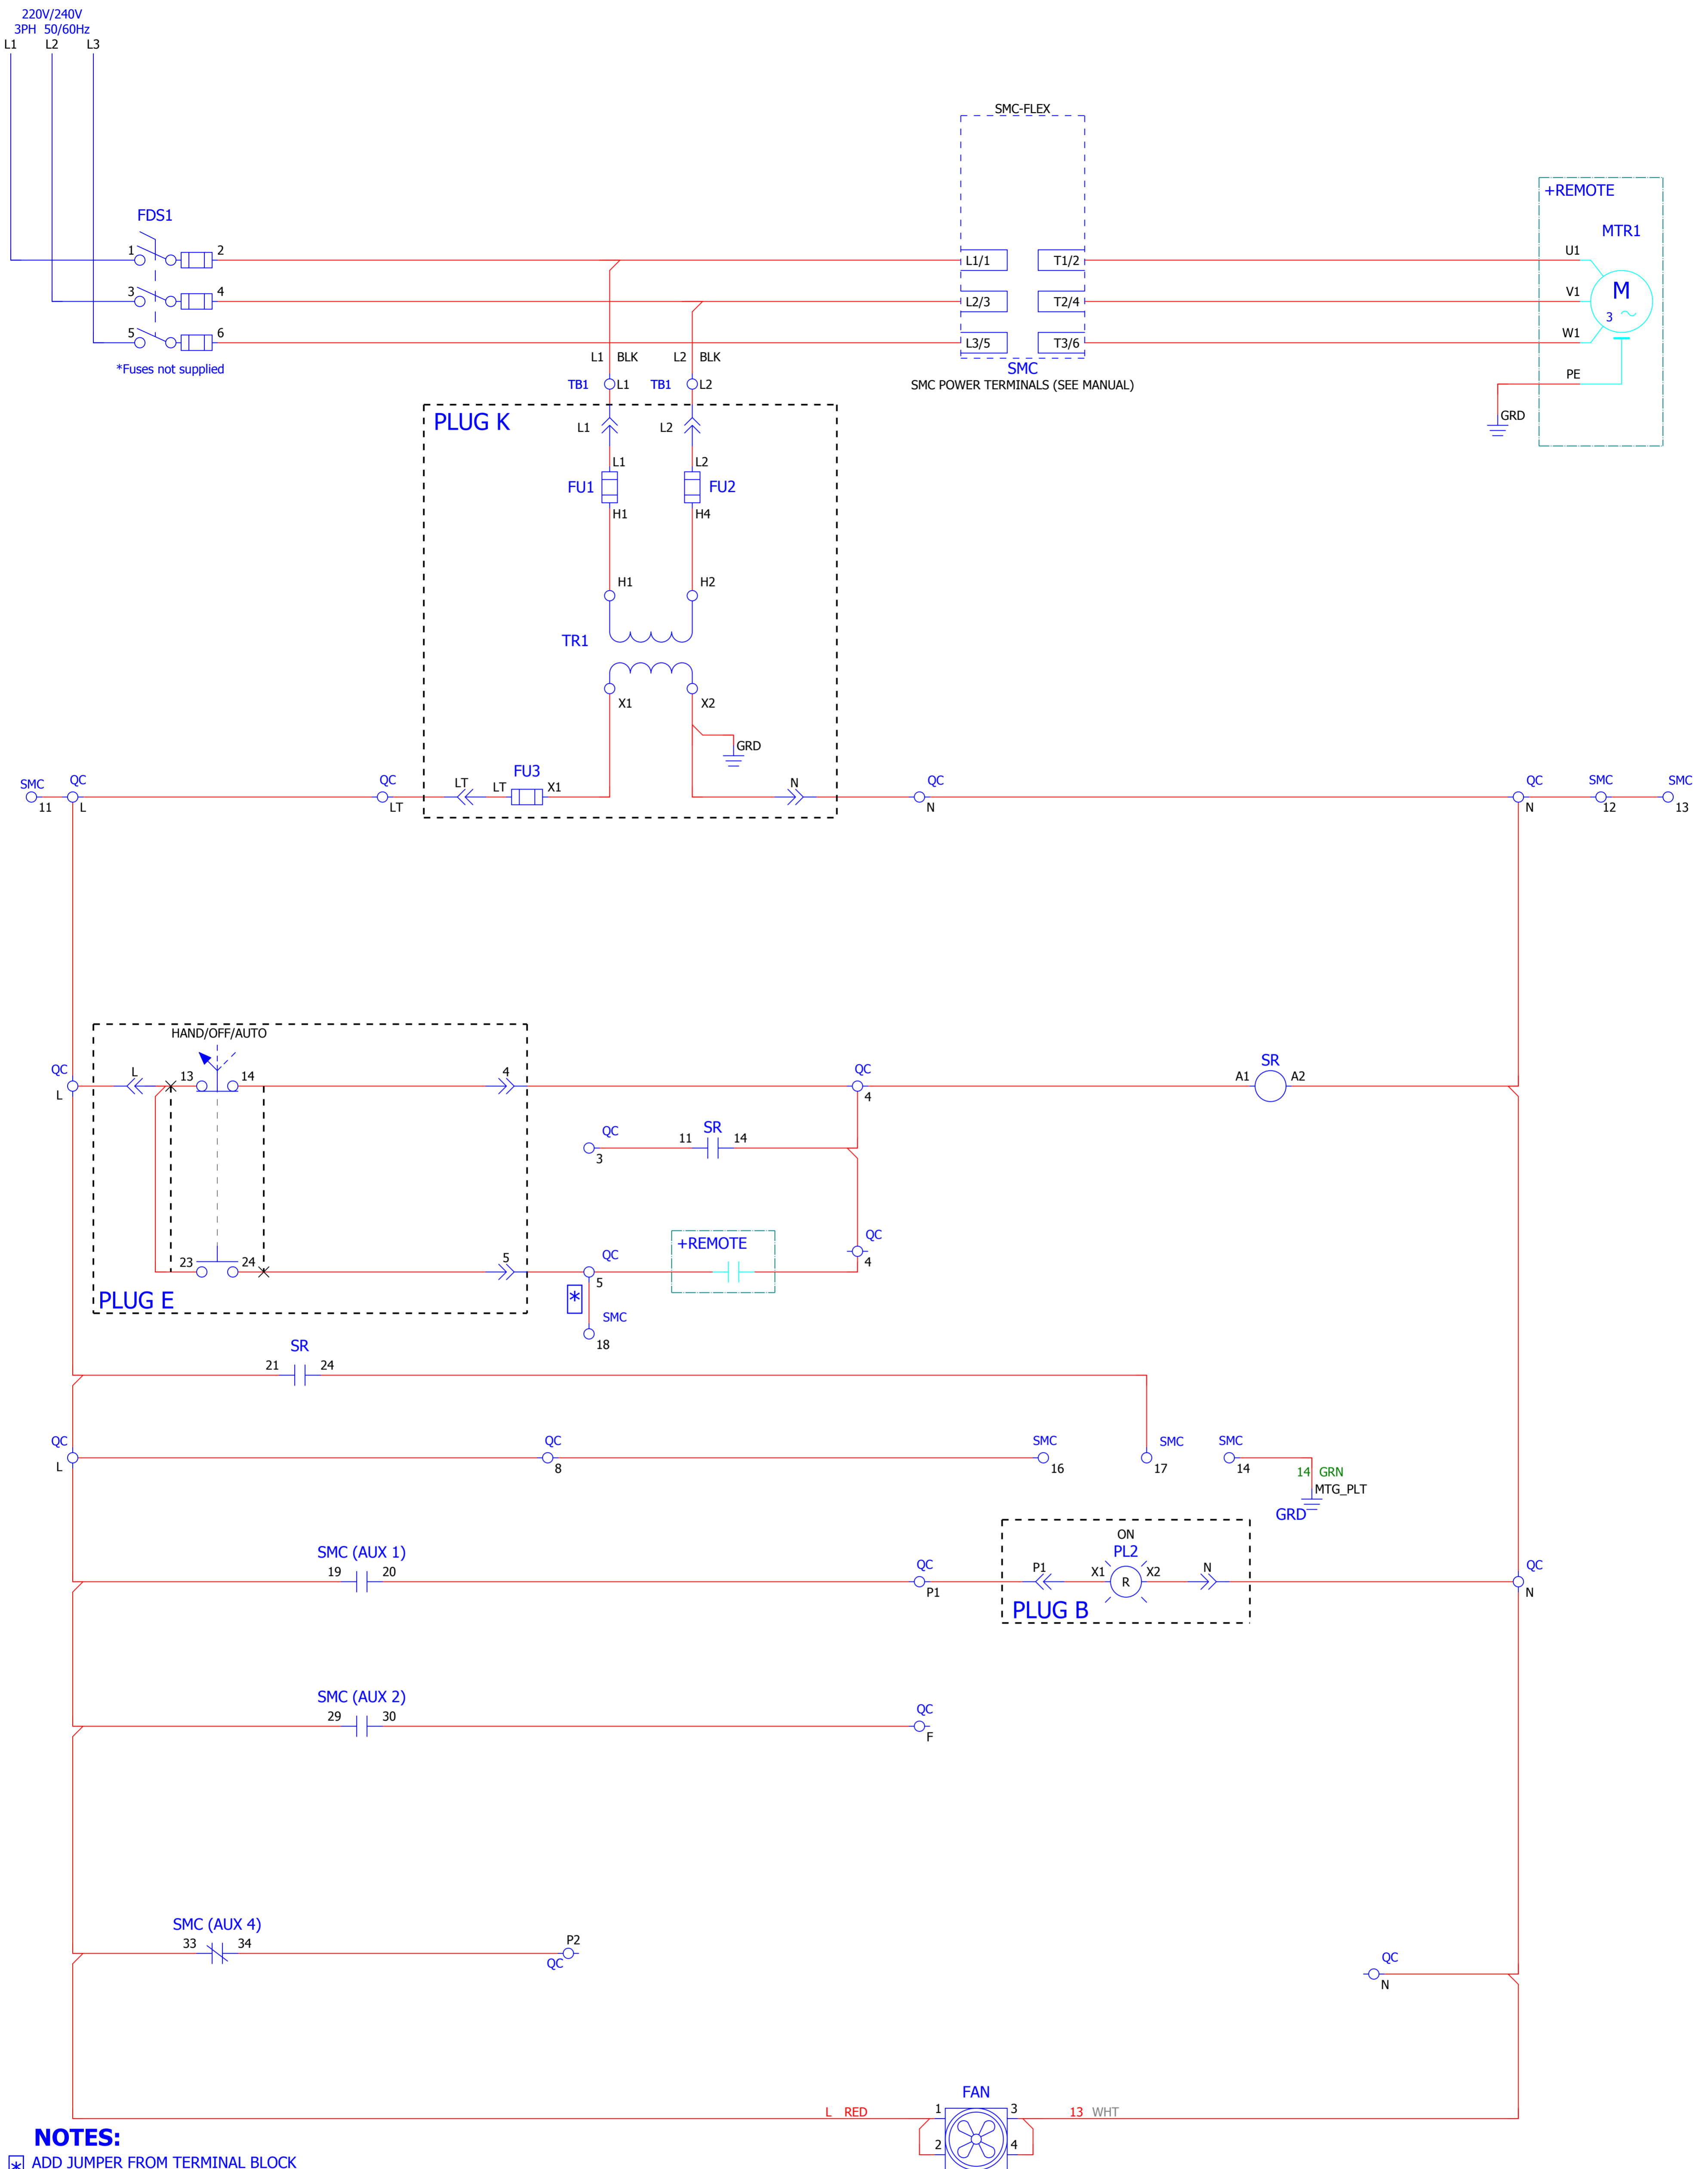 220V/240V
3PH 50/60Hz
L1 L2 L3
SMC-FLEX
+REMOTE
FDS1
MTR1
1 2
L1/1 T1/2
U1
3 4
L2/3 T2/4
V1
M
3
5 6
L3/5 T3/6
W1
*Fuses not supplied
L1 BLK L2 BLK
SMC
SMC POWER TERMINALS (SEE MANUAL)
PE
TB1 L1 TB1 L2
GRD
PLUG K
L1 L2
L1 L2
FU1 FU2
H1 H4
H1 H2
TR1
X1 X2
GRD
FU3
SMC QC QC LT LT X1 N QC QC SMC SMC
11 L LT N N 12 13
HAND/OFF/AUTO
QC L 13 14 4 QC SR
A1 A2
L 4
QC 11 SR 14
3
+REMOTE
QC
23 24 5 QC
5 4
PLUG E
*
SMC
18
SR
21 24
QC QC SMC SMC SMC
L 8 16 17 14
14 GRN
MTG_PLT
GRD
ON
PL2
SMC (AUX 1)
19 20 QC P1 X1 R X2 N QC
P1 N
PLUG B
SMC (AUX 2)
29 30 QC
F
SMC (AUX 4)
33 34 P2
QC
QC
N
FAN
L RED 1 3 13 WHT
2 4
NOTES:
* ADD JUMPER FROM TERMINAL BLOCK